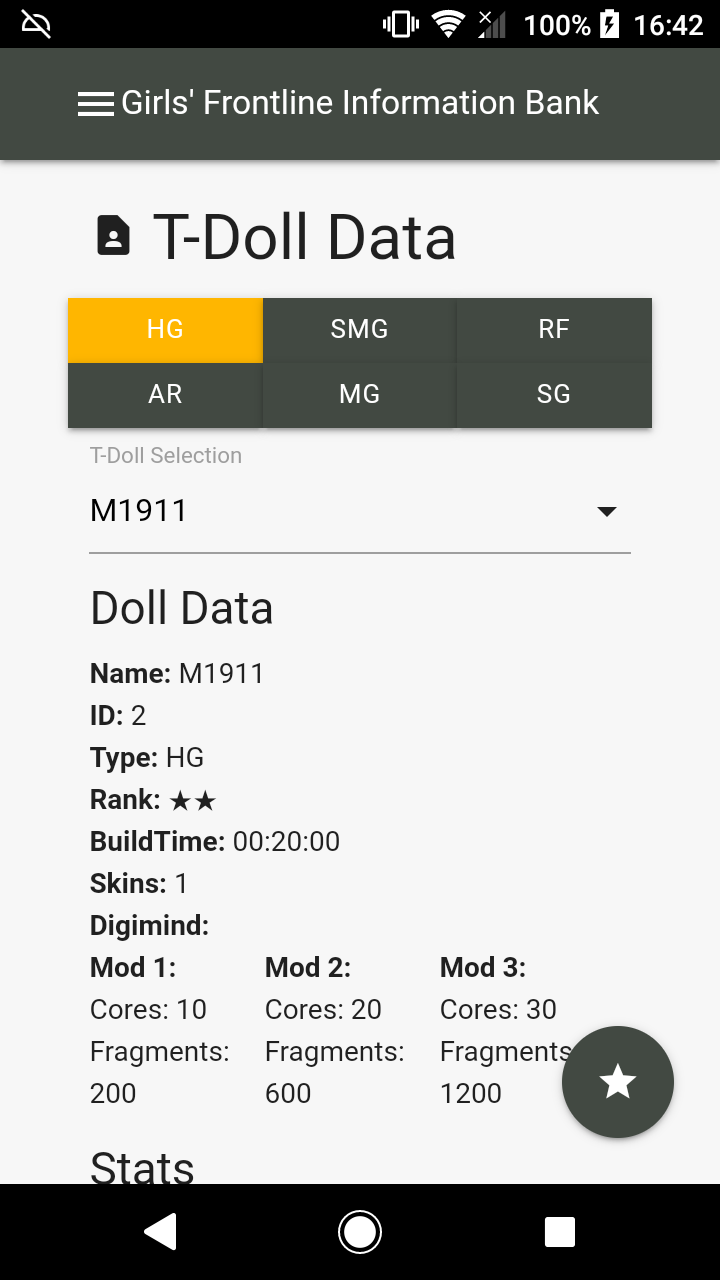 100% 16:42
Girls' Frontline Information Bank
T-Doll Data
HG SMG RF
AR MG SG
T-Doll Selection
M1911
Doll Data
Name: M1911
ID: 2
Type: HG
Rank: ★★
BuildTime: 00:20:00
Skins: 1
Digimind:
Mod 1: Mod 2: Mod 3:
Cores: 10 Cores: 20 Cores: 30
Fragments: Fragments: Fragments
200 600 1200
Stats